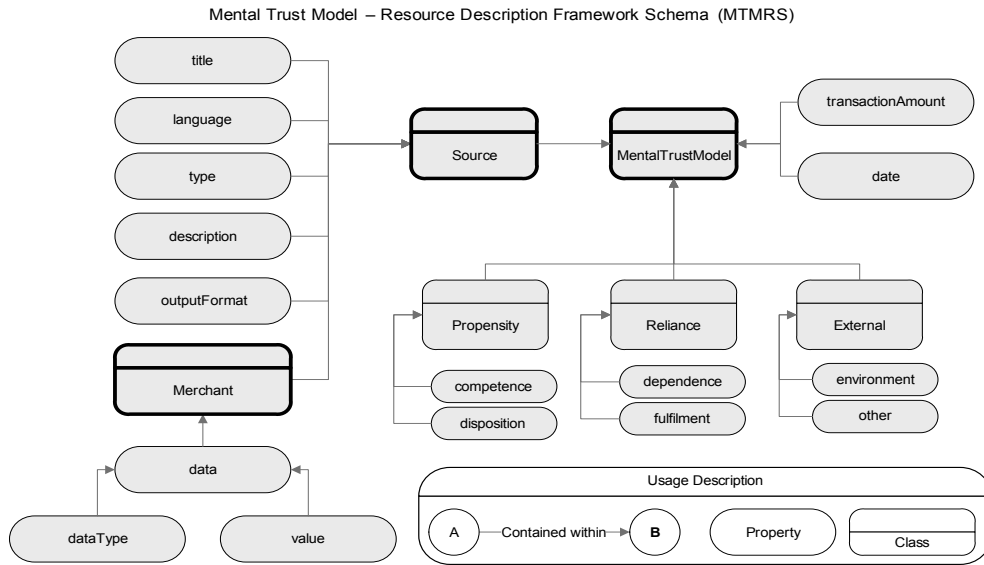 Mental Trust Model – Resource Description Framework Schema (MTMRS)
title
language
type
description
outputFormat
Merchant
data
dataType
value
Source
MentalTrustModel
transactionAmount
date
Propensity
competence
disposition
Reliance
dependence
fulfilment
External
environment
other
Usage Description
A Contained within B
Property
Class